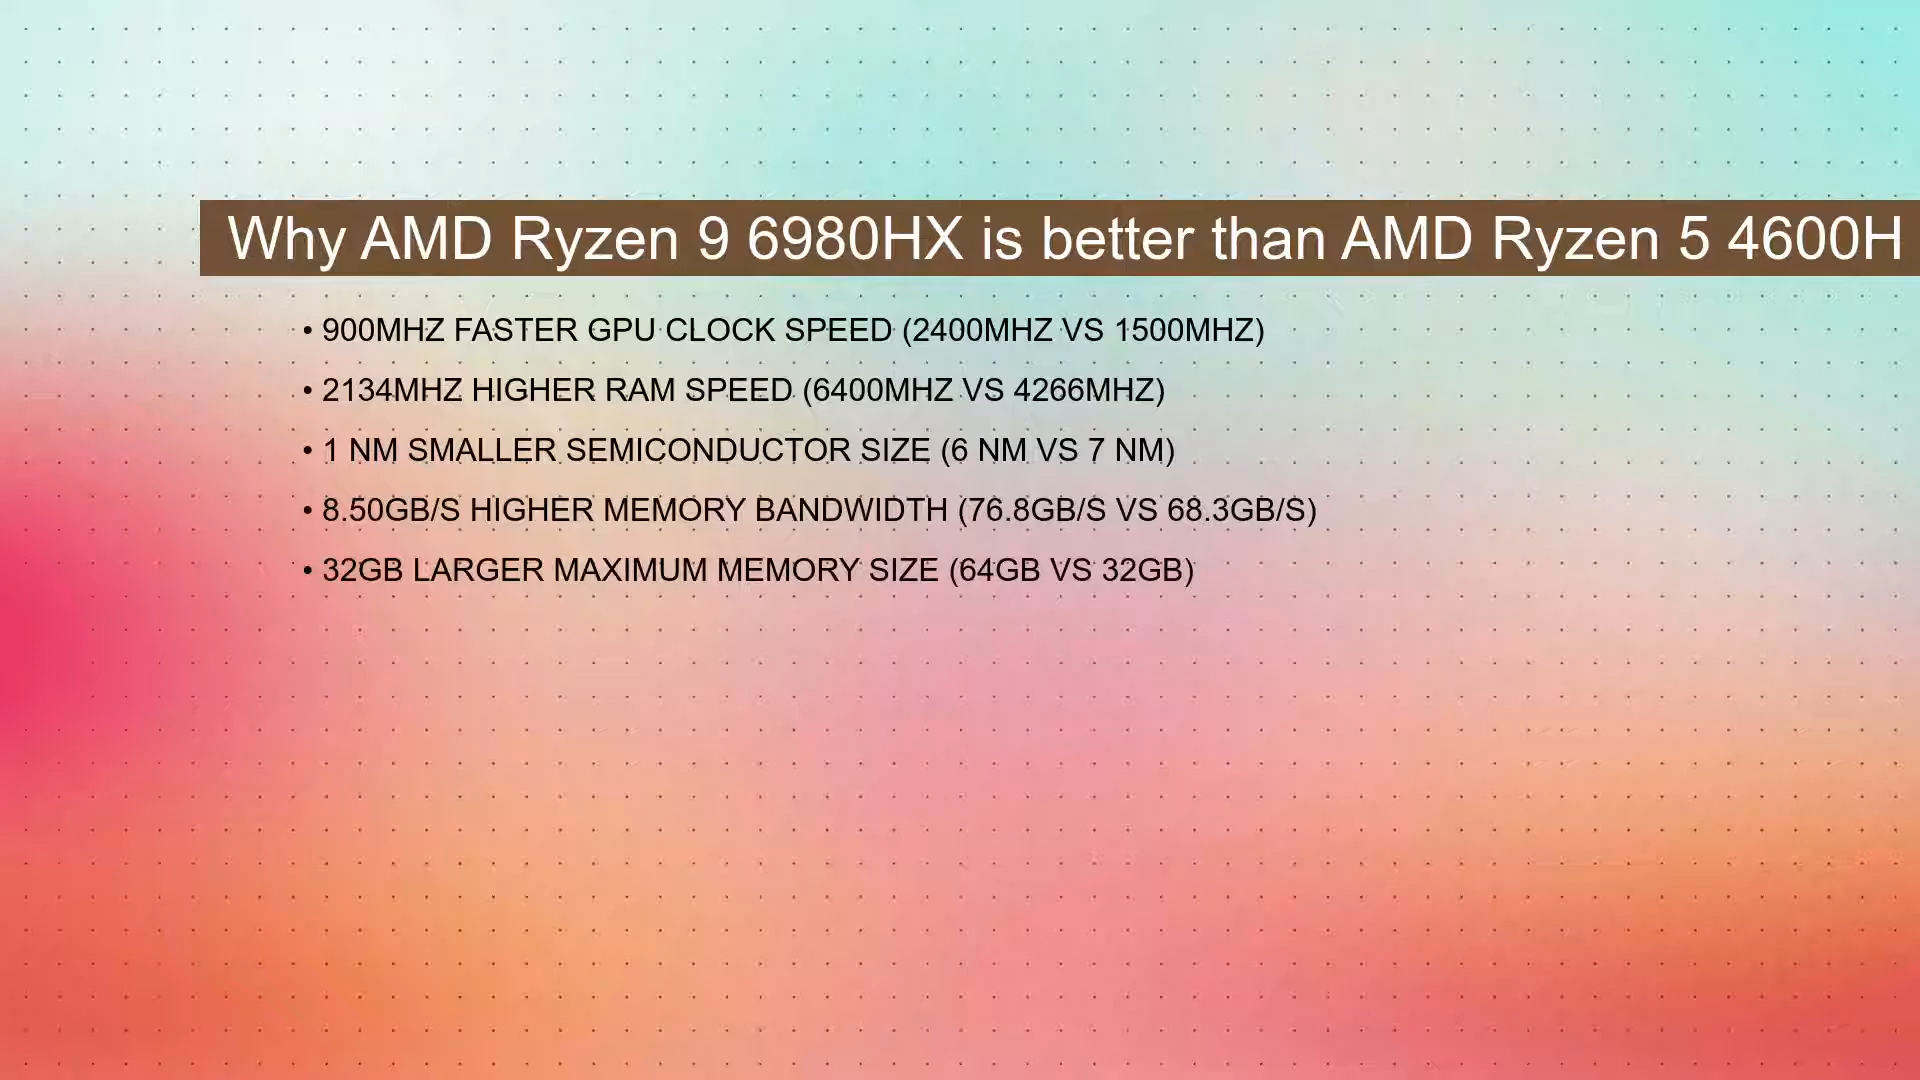 Why AMD Ryzen 9 6980HX is better than AMD Ryzen 5 4600H
• 900MHZ FASTER GPU CLOCK SPEED (2400MHZ VS 1500MHZ)
• 2134MHZ HIGHER RAM SPEED (6400MHZ VS 4266MHZ)
• 1 NM SMALLER SEMICONDUCTOR SIZE (6 NM VS 7 NM)
• 8.50GB/S HIGHER MEMORY BANDWIDTH (76.8GB/S VS 68.3GB/S)
• 32GB LARGER MAXIMUM MEMORY SIZE (64GB VS 32GB)